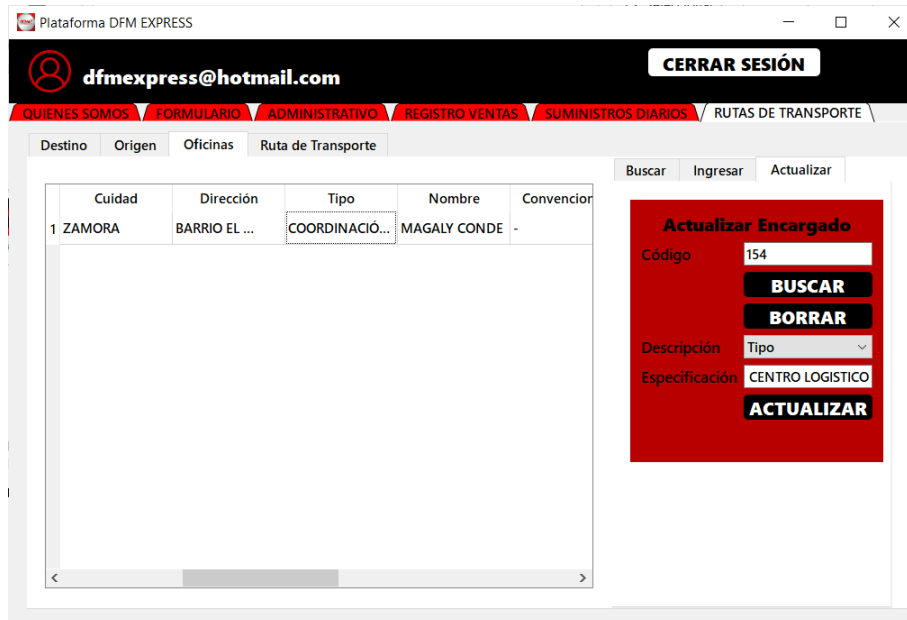 Plataforma DFM EXPRESS
dfmexpress@hotmail.com
CERRAR SESIÓN
QUIENES SOMOS FORMULARIO ADMINISTRATIVO REGISTRO VENTAS SUMINISTROS DIARIOS RUTAS DE TRANSPORTE
Destino Origen Oficinas Ruta de Transporte
Cuidad Dirección Tipo Nombre Convencion
1 ZAMORA BARRIO EL ... COORDINACIÓ... MAGALY CONDE -
Buscar Ingresar Actualizar
Actualizar Encargado
Código 154
BUSCAR
BORRAR
Descripción Tipo
Especificación CENTRO LOGISTICO
ACTUALIZAR